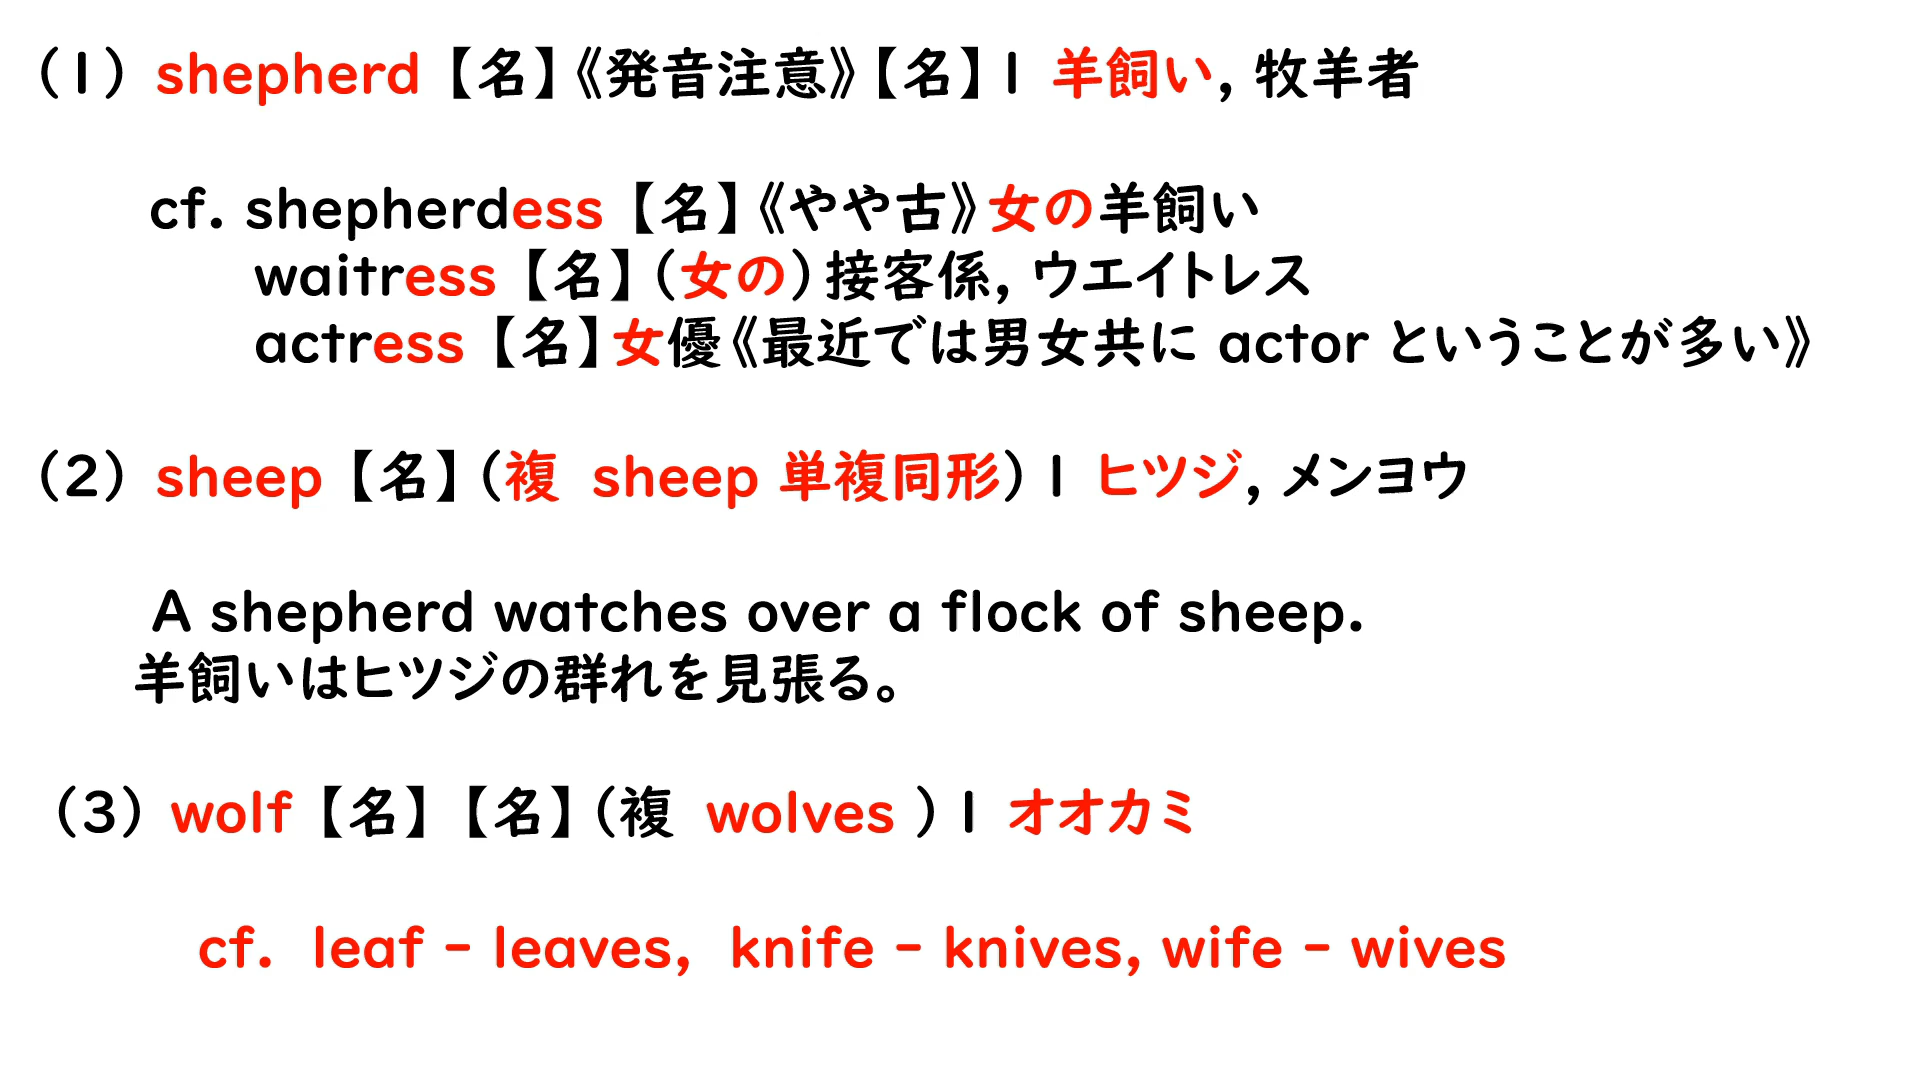 (1) shepherd【名】《発音注意》【名】| 羊飼い, 牧羊者
cf. shepherdess【名】《やや古》女の羊飼い
waitress【名】(女の)接客係, ウエイトレス
actress【名】女優《最近では男女共に actor ということが多い》
(2) sheep【名】(複 sheep 単複同形) | ヒツジ, メンヨウ
A shepherd watches over a flock of sheep.
羊飼いはヒツジの群れを見張る。
(3) wolf【名】【名】(複 wolves ) | オオカミ
cf. leaf - leaves, knife - knives, wife - wives